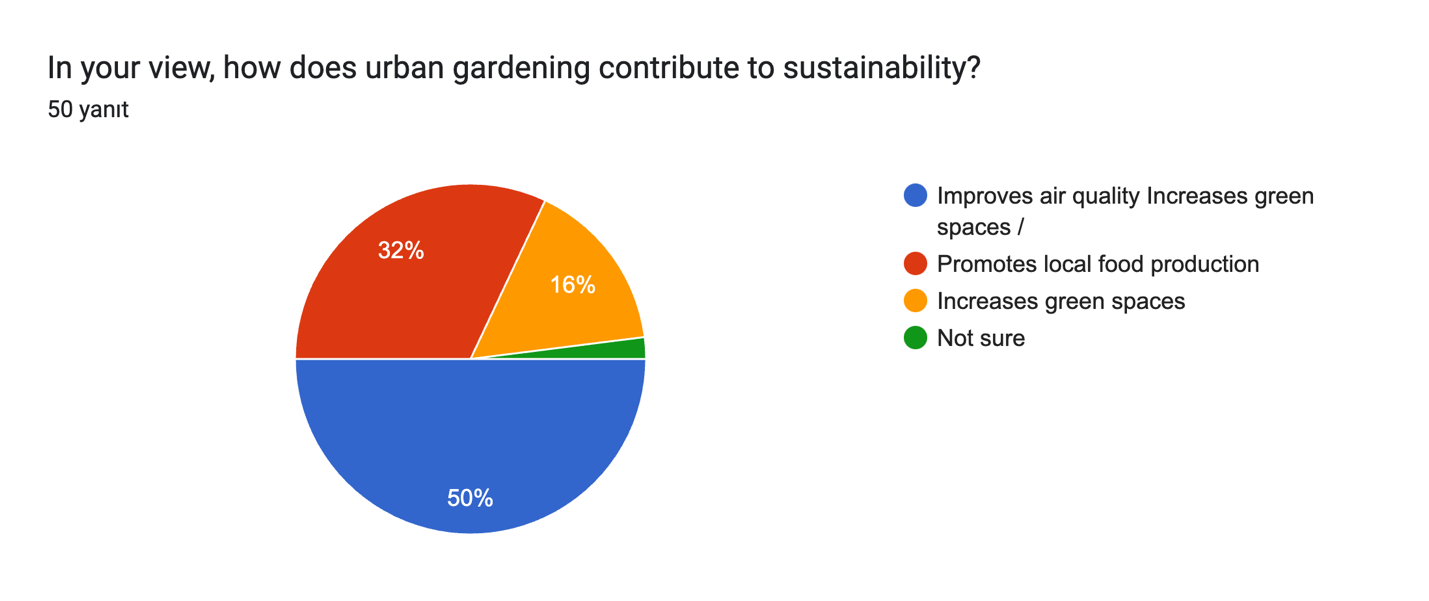 In your view, how does urban gardening contribute to sustainability?
50 yanıt
32%
16%
50%
Improves air quality Increases green
spaces /
Promotes local food production
Increases green spaces
Not sure